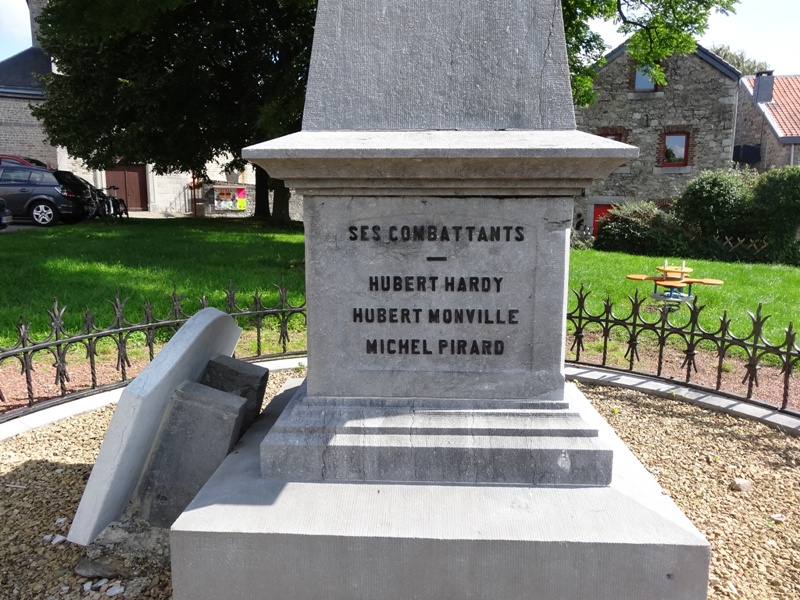 SES COMBATTANTS
HUBERT HARDY
HUBERT MONVILLE
MICHEL PIRARD